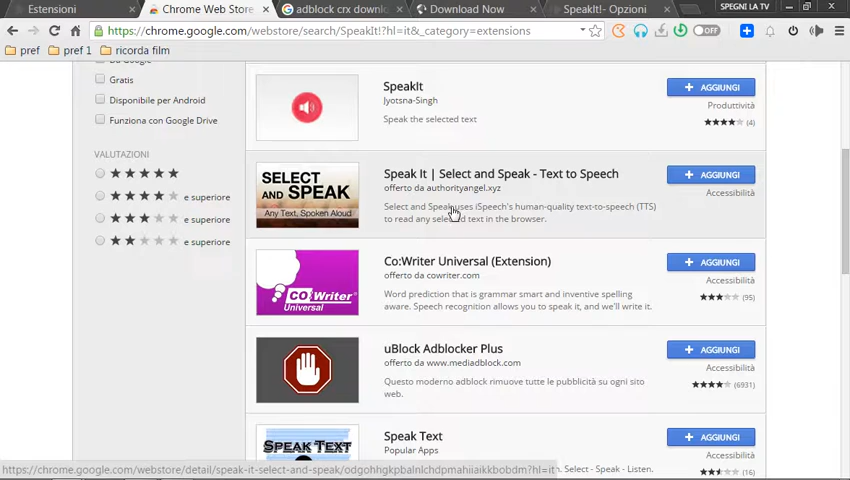 SPEGNI LA TV
Estensioni
Chrome Web Store
adblock crx downl
Download Now
SpeakIt!- Opzioni
https://chrome.google.com/webstore/search/SpeakIt!?hl=it&_category=extensions
OFF
pref
pref 1
ricorda film
Da Google
Gratis
Disponibile per Android
Funziona con Google Drive
VALUTAZIONI
e superiore
e superiore
e superiore
SpeakIt
Jyotsna-Singh
Speak the selected text
+ AGGIUNGI
Produttività
(4)
SELECT
AND SPEAK
Any Text, Spoken Aloud
Speak It | Select and Speak - Text to Speech
offerto da authorityangel.xyz
Select and Speak uses iSpeech's human-quality text-to-speech (TTS)
to read any selected text in the browser.
+ AGGIUNGI
Accessibilità
CO:Writer
Universal
Co:Writer Universal (Extension)
offerto da cowriter.com
Word prediction that is grammar smart and inventive spelling
aware. Speech recognition allows you to speak it, and we'll write it.
+ AGGIUNGI
Accessibilità
(95)
uBlock Adblocker Plus
offerto da www.mediadblock.com
Questo moderno adblock rimuove tutte le pubblicità su ogni sito
web.
+ AGGIUNGI
Accessibilità
(6931)
SPEAK TEXT
Speak Text
Popular Apps
. Select - Speak - Listen.
+ AGGIUNGI
Accessibilità
(16)
https://chrome.google.com/webstore/detail/speak-it-select-and-speak/odgohhgkpbalnlchdpmahiiaikkbobdm?hl=it